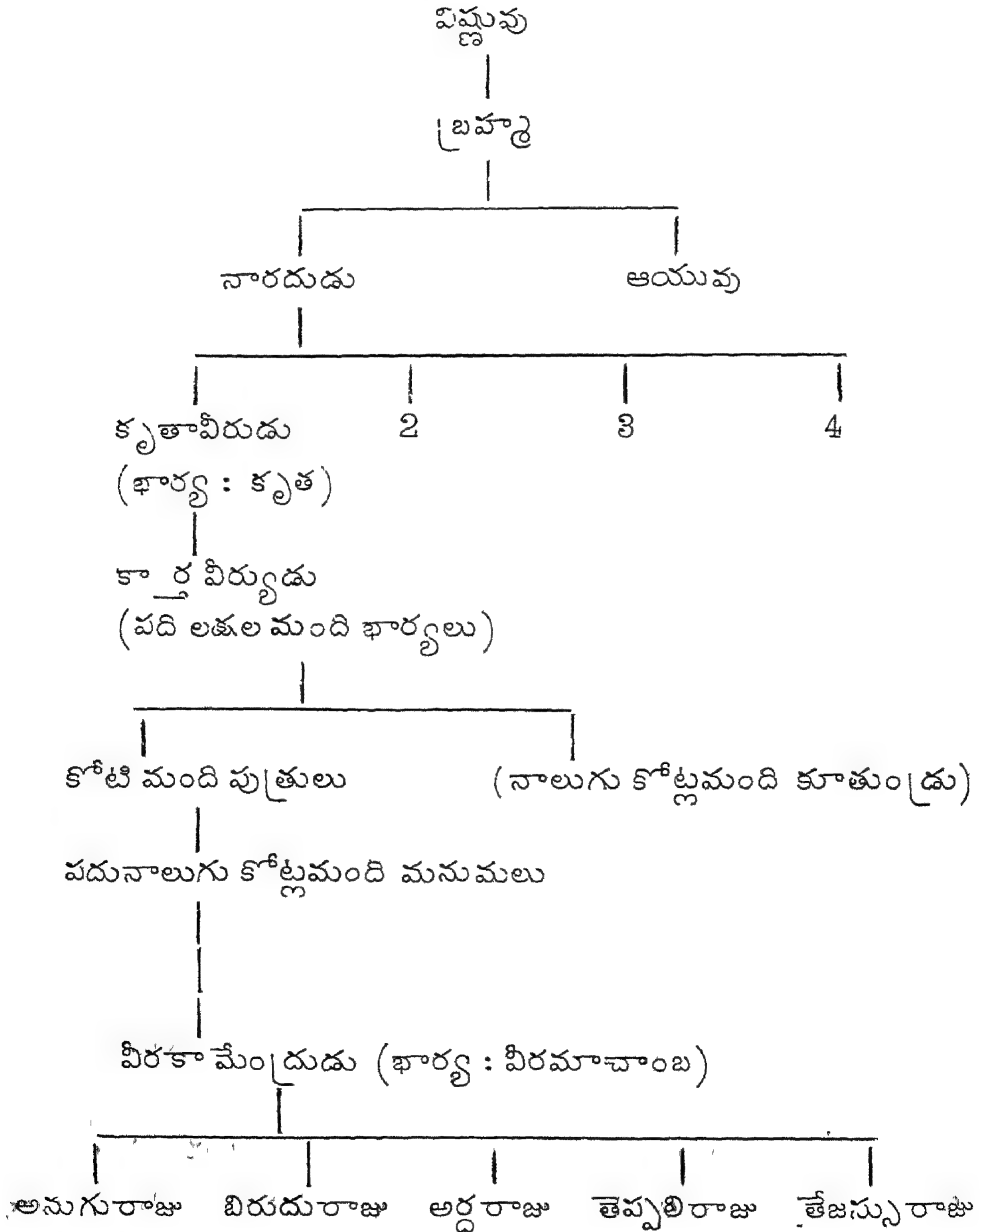 విష్ణువు
బ్రహ్మ
నారదుడు ఆయువు
కృతావీరుడు 2 3 4
(భార్య : కృత)
కార్తవీర్యుడు
(పది లక్షల మంది భార్యలు)
కోటి మంది పుత్రులు (నాలుగు కోట్లమంది కూతుండ్రు)
పదునాలుగు కోట్లమంది మనుమలు
వీరకామేంద్రుడు (భార్య : వీరమాచాంబ)
అనుగురాజు బిరుదురాజు అర్దరాజు తెప్పలిరాజు తేజస్సురాజు